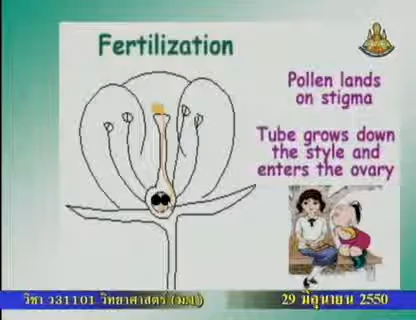 Fertilization
Pollen lands
on stigma
Tube grows down
the style and
enters the ovary
วิชา ว31101 วิทยาศาสตร์ (ม.1)
29 มิถุนายน 2550